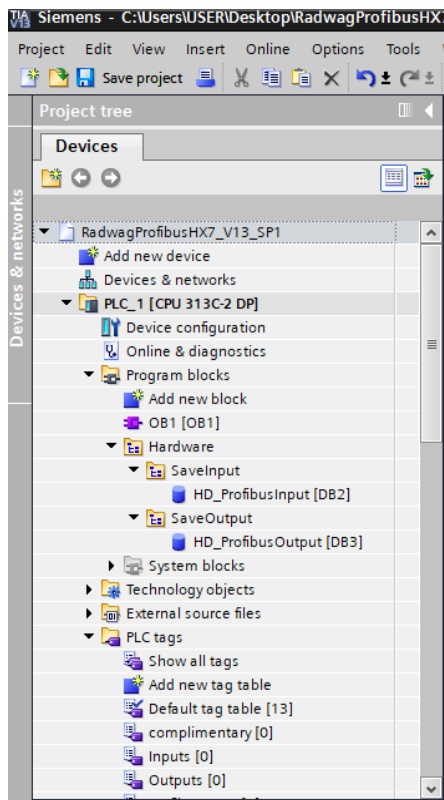 TIA V13 Siemens - C:\Users\USER\Desktop\RadwagProfibusHX
Project Edit View Insert Online Options Tools
Save project
Project tree
Devices
Devices & networks
RadwagProfibusHX7_V13_SP1
Add new device
Devices & networks
PLC_1 [CPU 313C-2 DP]
Device configuration
Online & diagnostics
Program blocks
Add new block
OB1 [OB1]
Hardware
SaveInput
HD_ProfibusInput [DB2]
SaveOutput
HD_ProfibusOutput [DB3]
System blocks
Technology objects
External source files
PLC tags
Show all tags
Add new tag table
Default tag table [13]
complimentary [0]
Inputs [0]
Outputs [0]